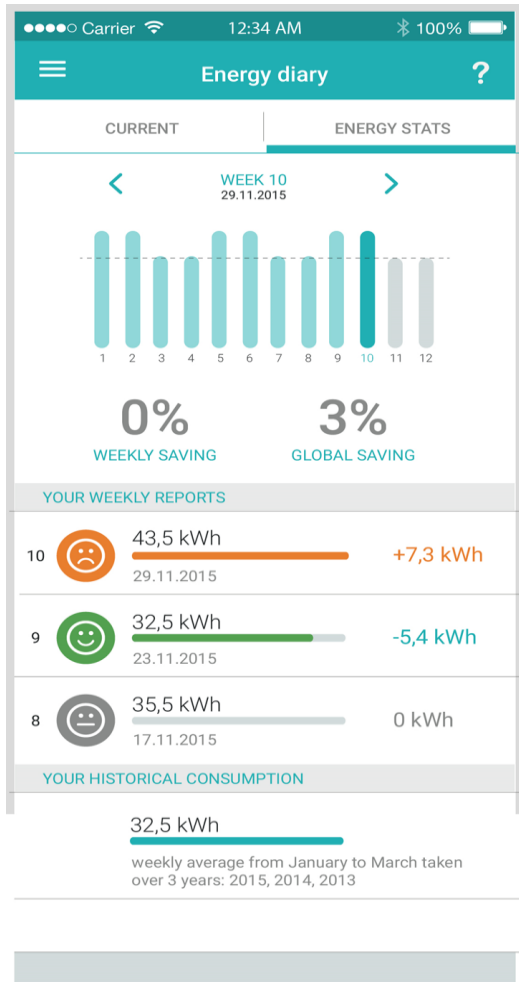 Carrier 12:34 AM 100%
Energy diary ?
CURRENT ENERGY STATS
WEEK 10
29.11.2015
1 2 3 4 5 6 7 8 9 10 11 12
0% 3%
WEEKLY SAVING GLOBAL SAVING
YOUR WEEKLY REPORTS
43,5 kWh
10 +7,3 kWh
29.11.2015
32,5 kWh
9 -5,4 kWh
23.11.2015
35,5 kWh
8 0 kWh
17.11.2015
YOUR HISTORICAL CONSUMPTION
32,5 kWh
weekly average from January to March taken
over 3 years: 2015, 2014, 2013